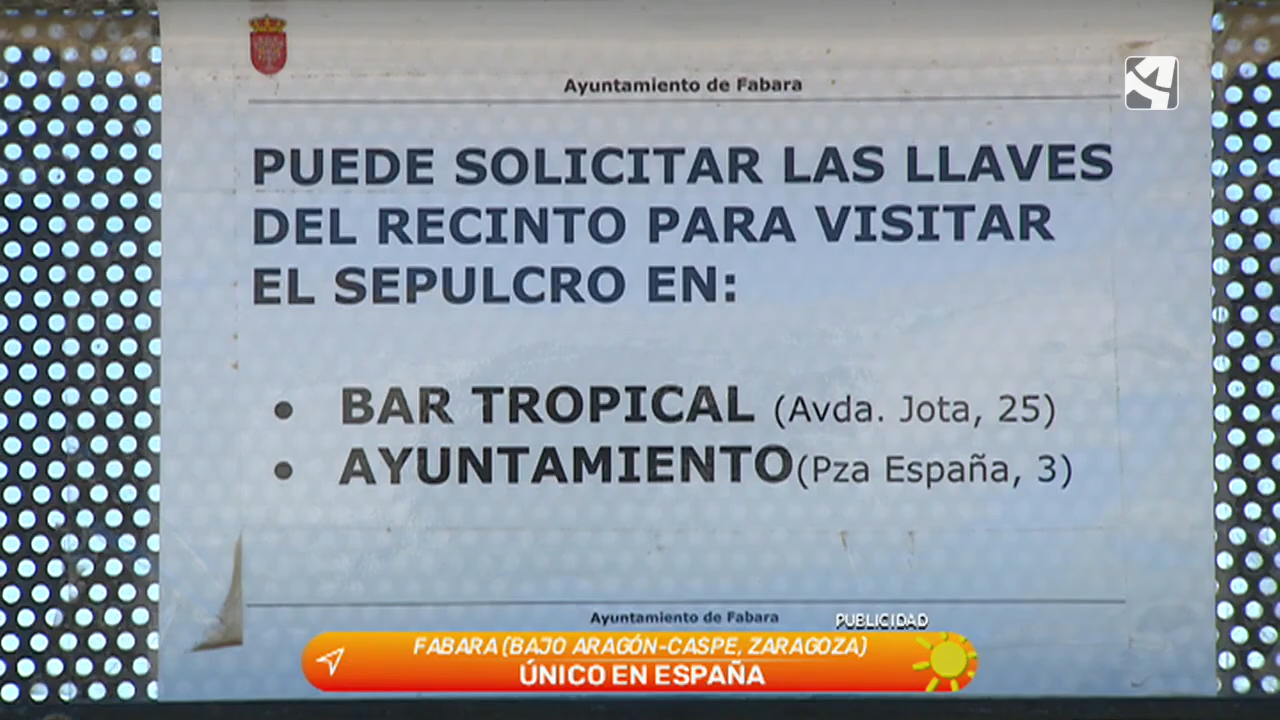 Ayuntamiento de Fabara
PUEDE SOLICITAR LAS LLAVES
DEL RECINTO PARA VISITAR
EL SEPULCRO EN:
• BAR TROPICAL (Avda. Jota, 25)
• AYUNTAMIENTO(Pza España, 3)
Ayuntamiento de Fabara
PUBLICIDAD
FABARA (BAJO ARAGÓN-CASPE, ZARAGOZA)
ÚNICO EN ESPAÑA